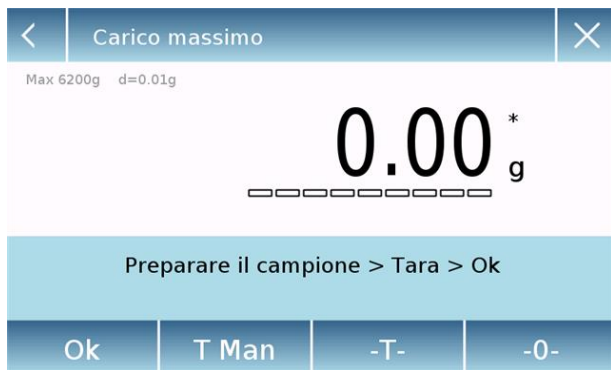 Carico massimo
Max 6200g d=0.01g
0.00 * g
Preparare il campione > Tara > Ok
Ok T Man -T- -0-